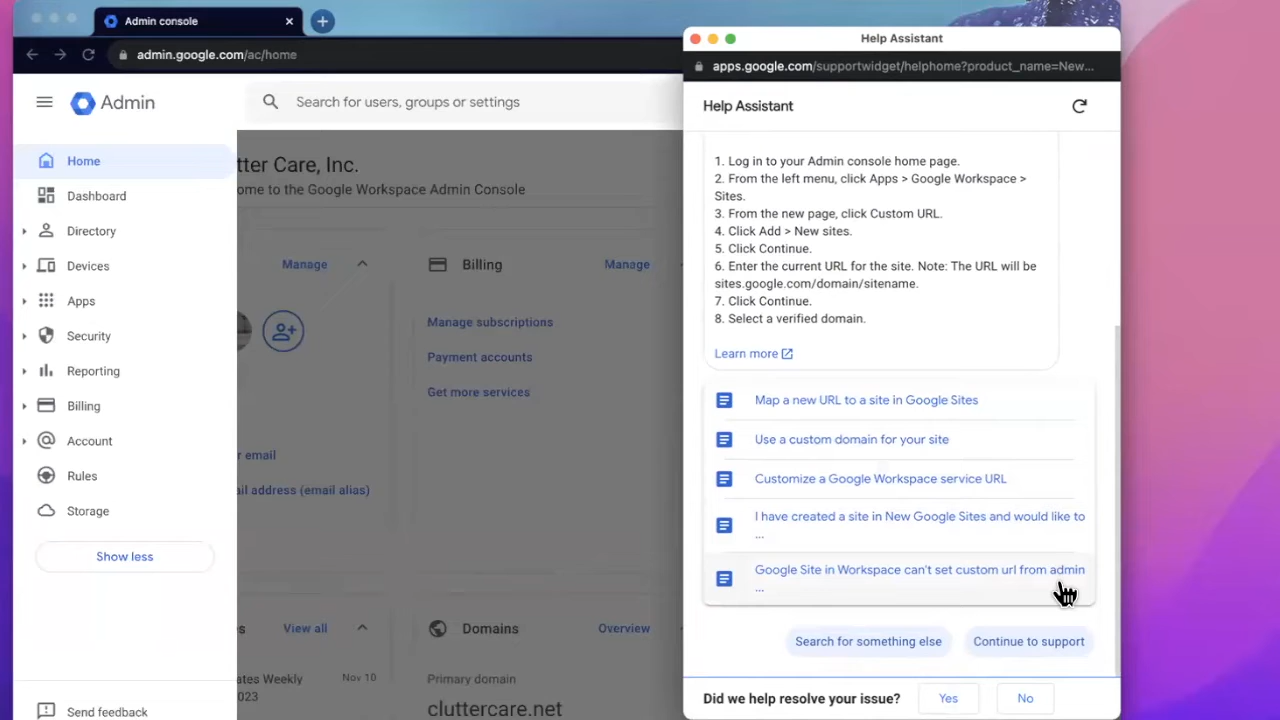 Admin console
admin.google.com/ac/home
Admin
Search for users, groups or settings
Home
Dashboard
Directory
Devices
Apps
Security
Reporting
Billing
Account
Rules
Storage
Show less
Send feedback
tter Care, Inc.
ome to the Google Workspace Admin Console
Manage
Billing
Manage
Manage subscriptions
Payment accounts
Get more services
er email
ail address (email alias)
es
View all
Domains
Overview
ates Weekly
Nov 10
2023
Primary domain
cluttercare.net
Help Assistant
apps.google.com/supportwidget/helphome?product_name=New...
Help Assistant
1. Log in to your Admin console home page.
2. From the left menu, click Apps > Google Workspace >
Sites.
3. From the new page, click Custom URL.
4. Click Add > New sites.
5. Click Continue.
6. Enter the current URL for the site. Note: The URL will be
sites.google.com/domain/sitename.
7. Click Continue.
8. Select a verified domain.
Learn more
Map a new URL to a site in Google Sites
Use a custom domain for your site
Customize a Google Workspace service URL
I have created a site in New Google Sites and would like to
...
Google Site in Workspace can't set custom url from admin
...
Search for something else
Continue to support
Did we help resolve your issue?
Yes
No